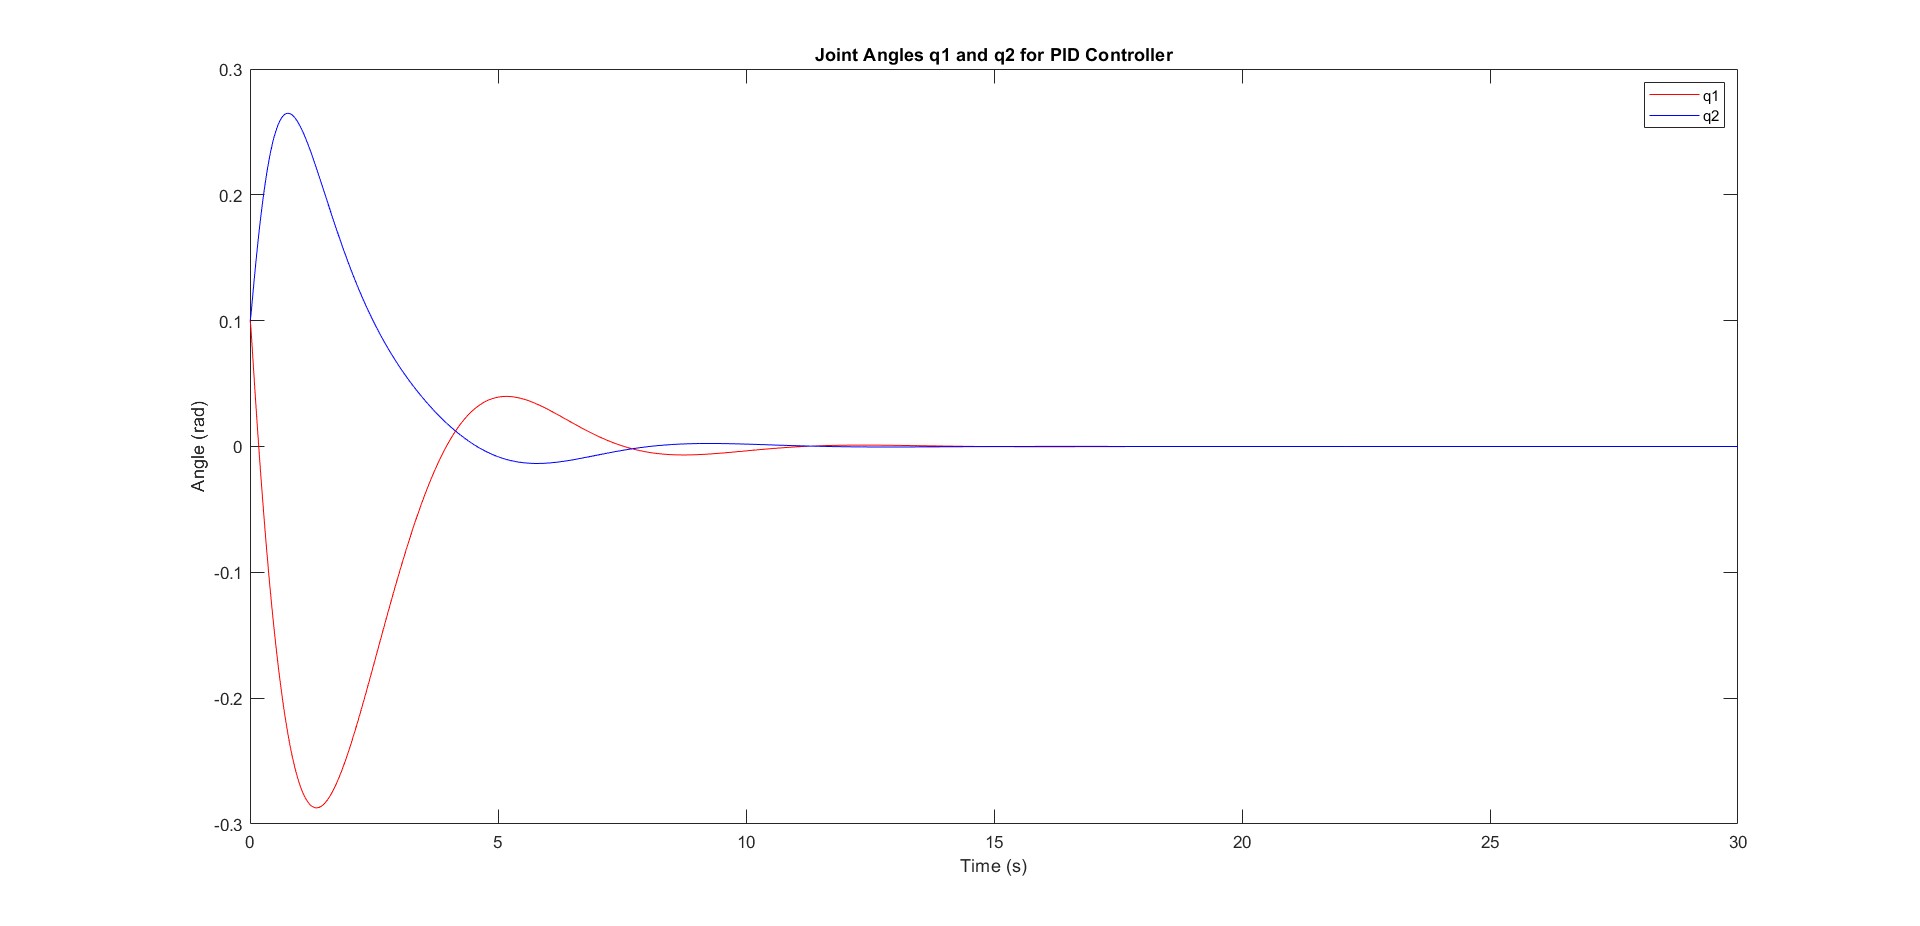 Joint Angles q1 and q2 for PID Controller
0.3
0.2
0.1
0
-0.1
-0.2
-0.3
Angle (rad)
q1
q2
0 5 10 15 20 25 30
Time (s)